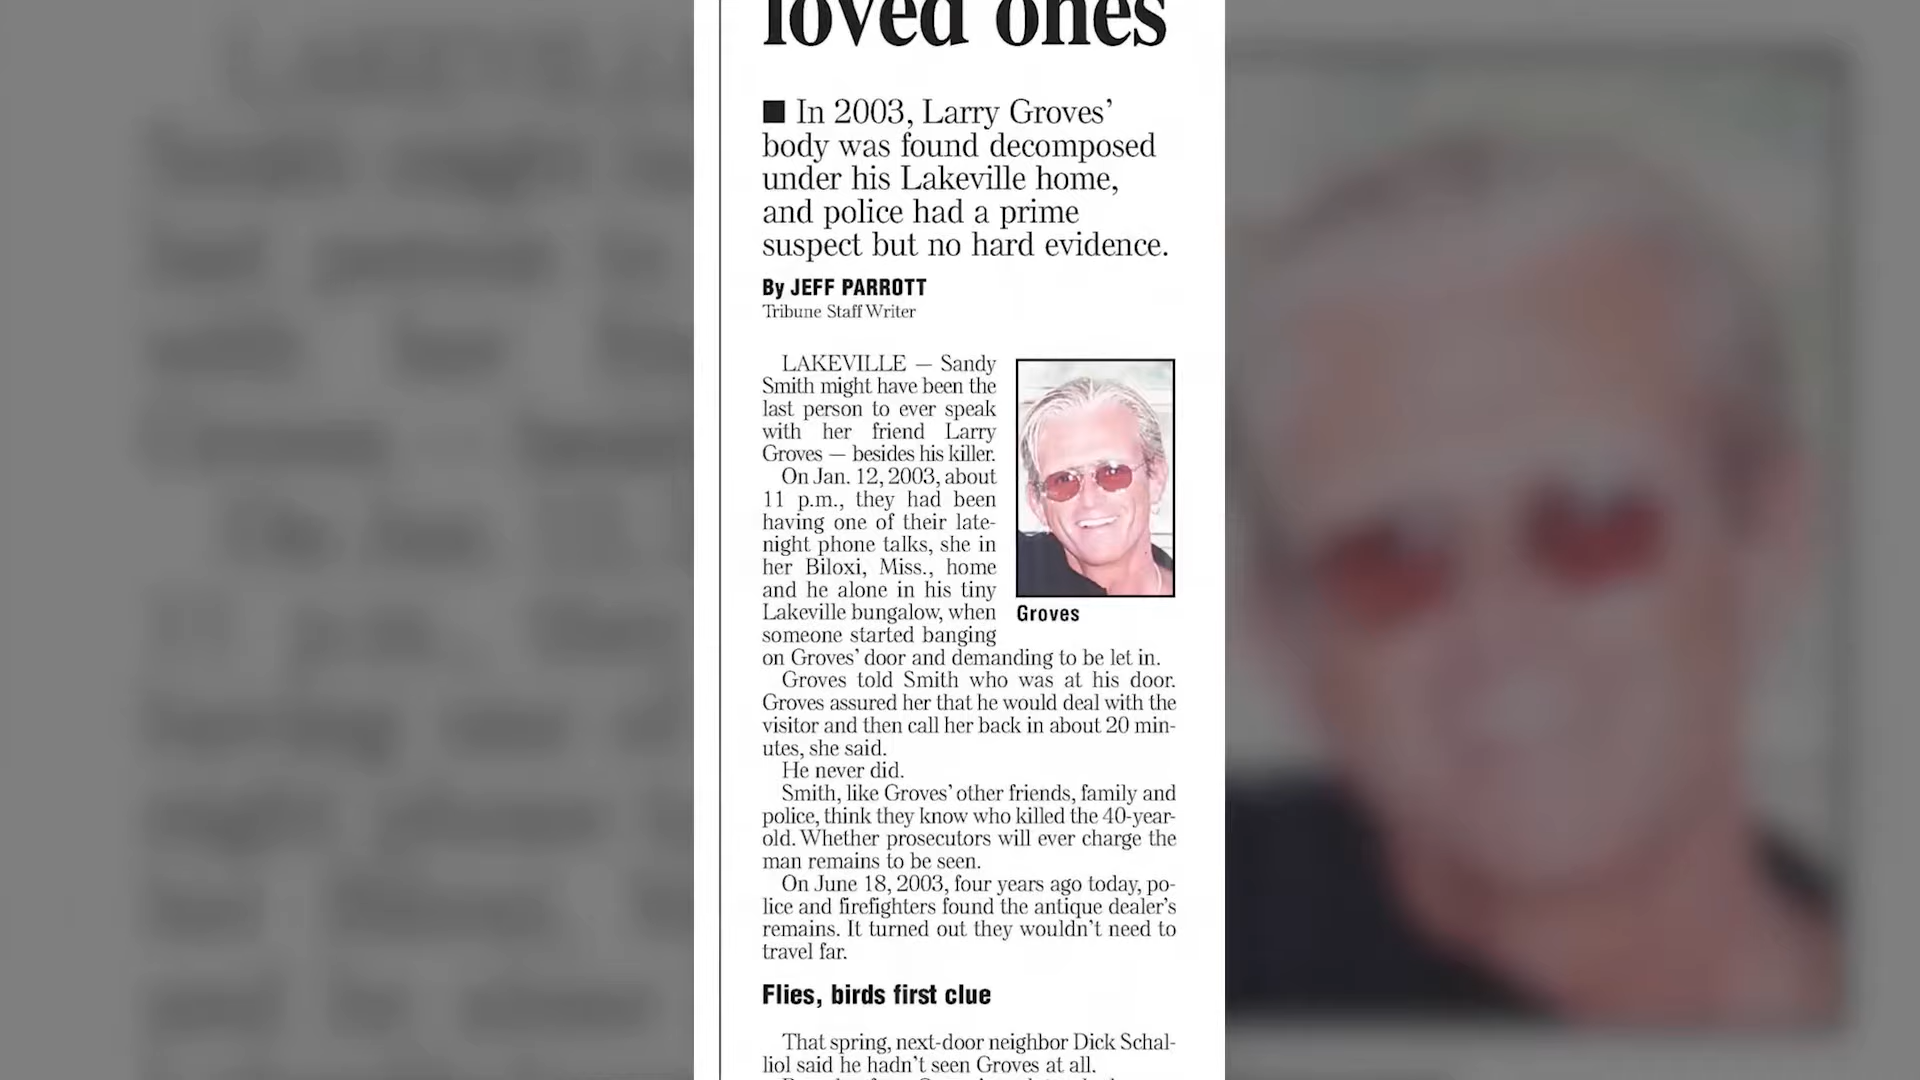 loved ones
■ In 2003, Larry Groves’
body was found decomposed
under his Lakeville home,
and police had a prime
suspect but no hard evidence.
By JEFF PARROTT
Tribune Staff Writer
LAKEVILLE — Sandy
Smith might have been the
last person to ever speak
with her friend Larry
Groves — besides his killer.
On Jan. 12, 2003, about
11 p.m., they had been
having one of their late-
night phone talks, she in
her Biloxi, Miss., home
and he alone in his tiny
Lakeville bungalow, when
someone started banging
on Groves’ door and demanding to be let in.
Groves
Groves told Smith who was at his door.
Groves assured her that he would deal with the
visitor and then call her back in about 20 min-
utes, she said.
He never did.
Smith, like Groves’ other friends, family and
police, think they know who killed the 40-year-
old. Whether prosecutors will ever charge the
man remains to be seen.
On June 18, 2003, four years ago today, po-
lice and firefighters found the antique dealer’s
remains. It turned out they wouldn’t need to
travel far.
Flies, birds first clue
That spring, next-door neighbor Dick Schal-
liol said he hadn’t seen Groves at all.